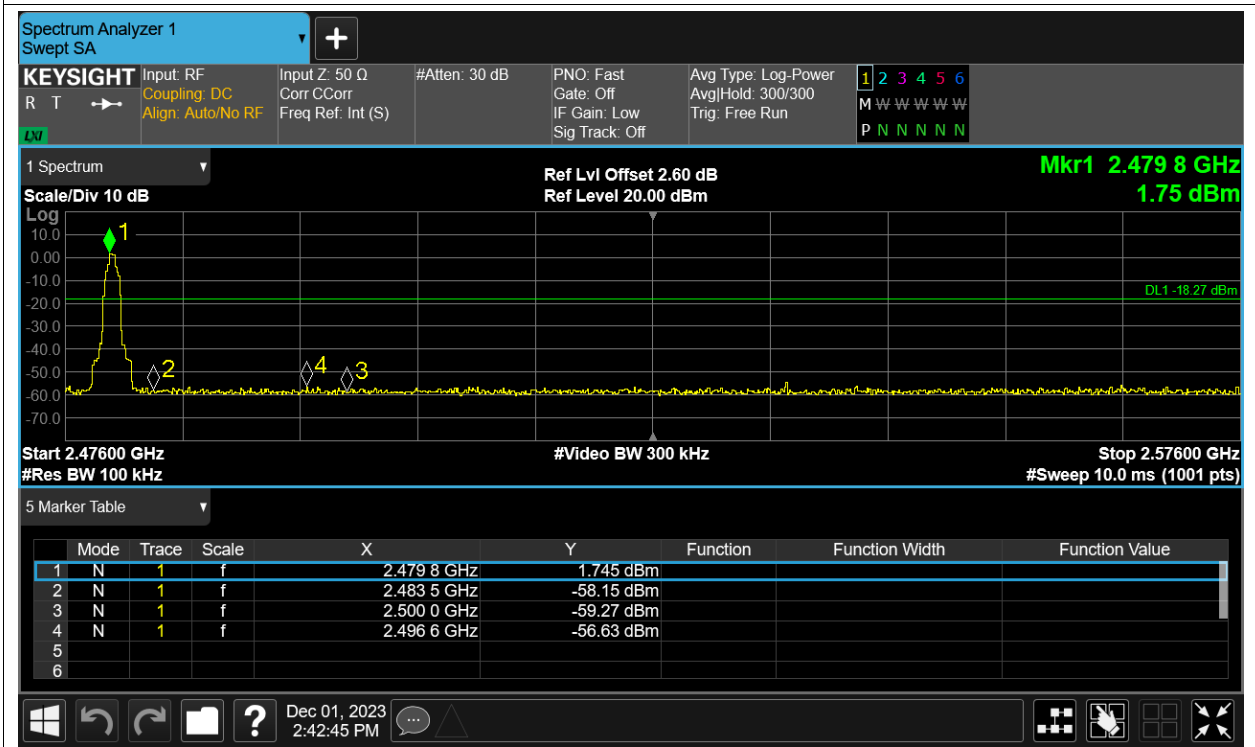 Spectrum Analyzer 1
Swept SA
+
KEYSIGHT Input: RF Input Z: 50 Ω #Atten: 30 dB PNO: Fast Avg Type: Log-Power 1 2 3 4 5 6
R T Coupling: DC Corr CCorr Gate: Off Avg|Hold: 300/300 M W W W W W
Align: Auto/No RF Freq Ref: Int (S) IF Gain: Low Trig: Free Run
LXI Sig Track: Off P N N N N N
1 Spectrum Ref Lvl Offset 2.60 dB Mkr1 2.479 8 GHz
Scale/Div 10 dB Ref Level 20.00 dBm 1.75 dBm
Log
10.0 1
0.00
-10.0
DL1 -18.27 dBm
-20.0
-30.0
-40.0
-50.0 2 4 3
-60.0
-70.0
Start 2.47600 GHz #Video BW 300 kHz Stop 2.57600 GHz
#Res BW 100 kHz #Sweep 10.0 ms (1001 pts)
5 Marker Table
Mode Trace Scale X Y Function Function Width Function Value
1 N 1 f 2.479 8 GHz 1.745 dBm
2 N 1 f 2.483 5 GHz -58.15 dBm
3 N 1 f 2.500 0 GHz -59.27 dBm
4 N 1 f 2.496 6 GHz -56.63 dBm
5
6
? Dec 01, 2023
2:42:45 PM